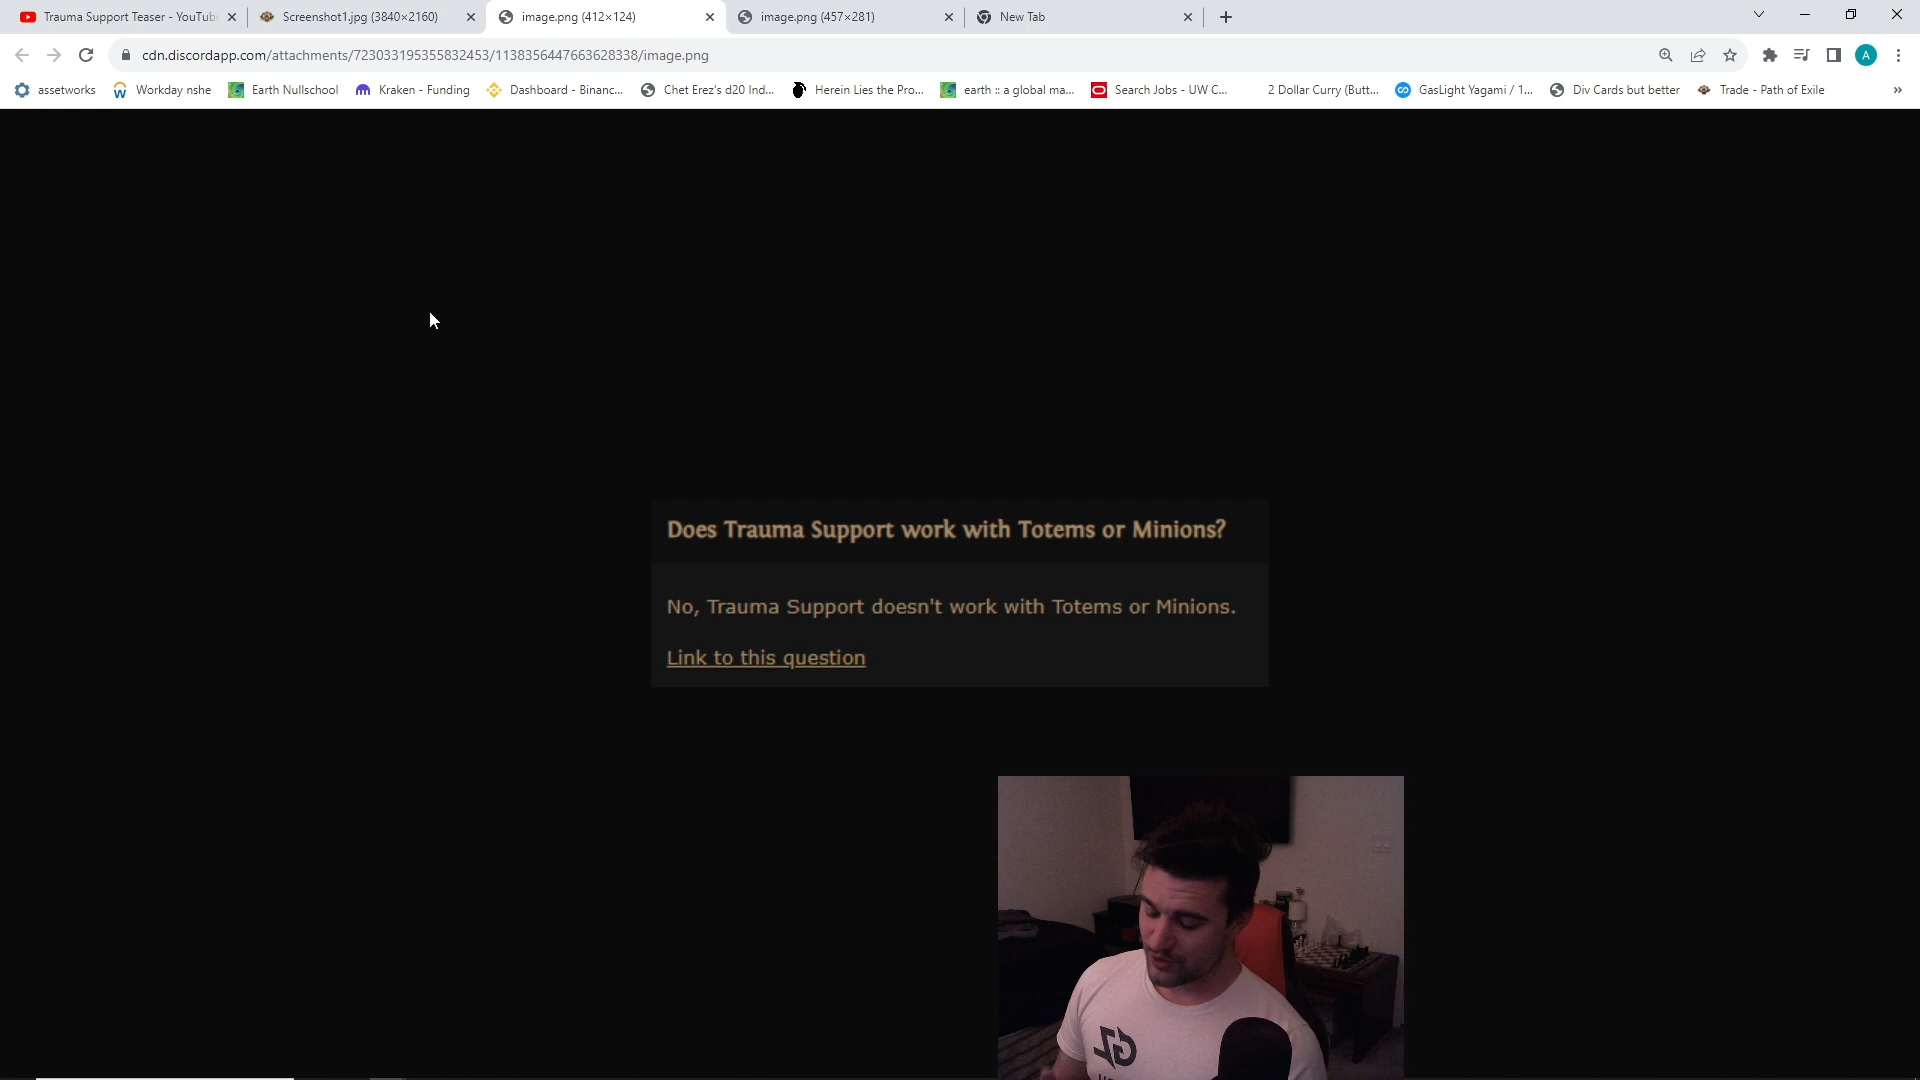 Trauma Support Teaser - YouTub
Screenshot1.jpg (3840×2160)
image.png (412×124)
image.png (457×281)
New Tab
cdn.discordapp.com/attachments/723033195355832453/1138356447663628338/image.png
A
assetworks
Workday nshe
Earth Nullschool
Kraken - Funding
Dashboard - Binanc...
Chet Erez's d20 Ind...
Herein Lies the Pro...
earth :: a global ma...
Search Jobs - UW C...
2 Dollar Curry (Butt...
GasLight Yagami / 1...
Div Cards but better
Trade - Path of Exile
»
Does Trauma Support work with Totems or Minions?
No, Trauma Support doesn't work with Totems or Minions.
Link to this question